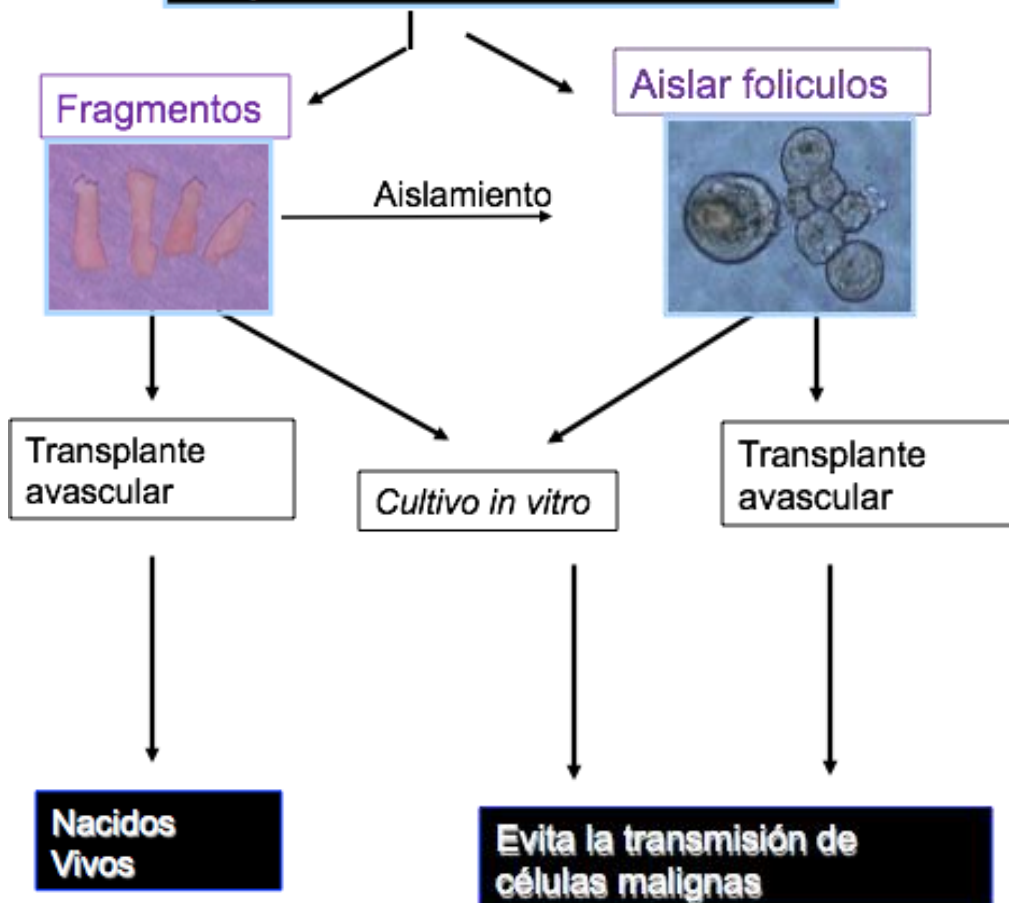 Fragmentos
Aislar foliculos
Aislamiento
Transplante
avascular
Cultivo in vitro
Transplante
avascular
Nacidos
Vivos
Evita la transmisión de
células malignas